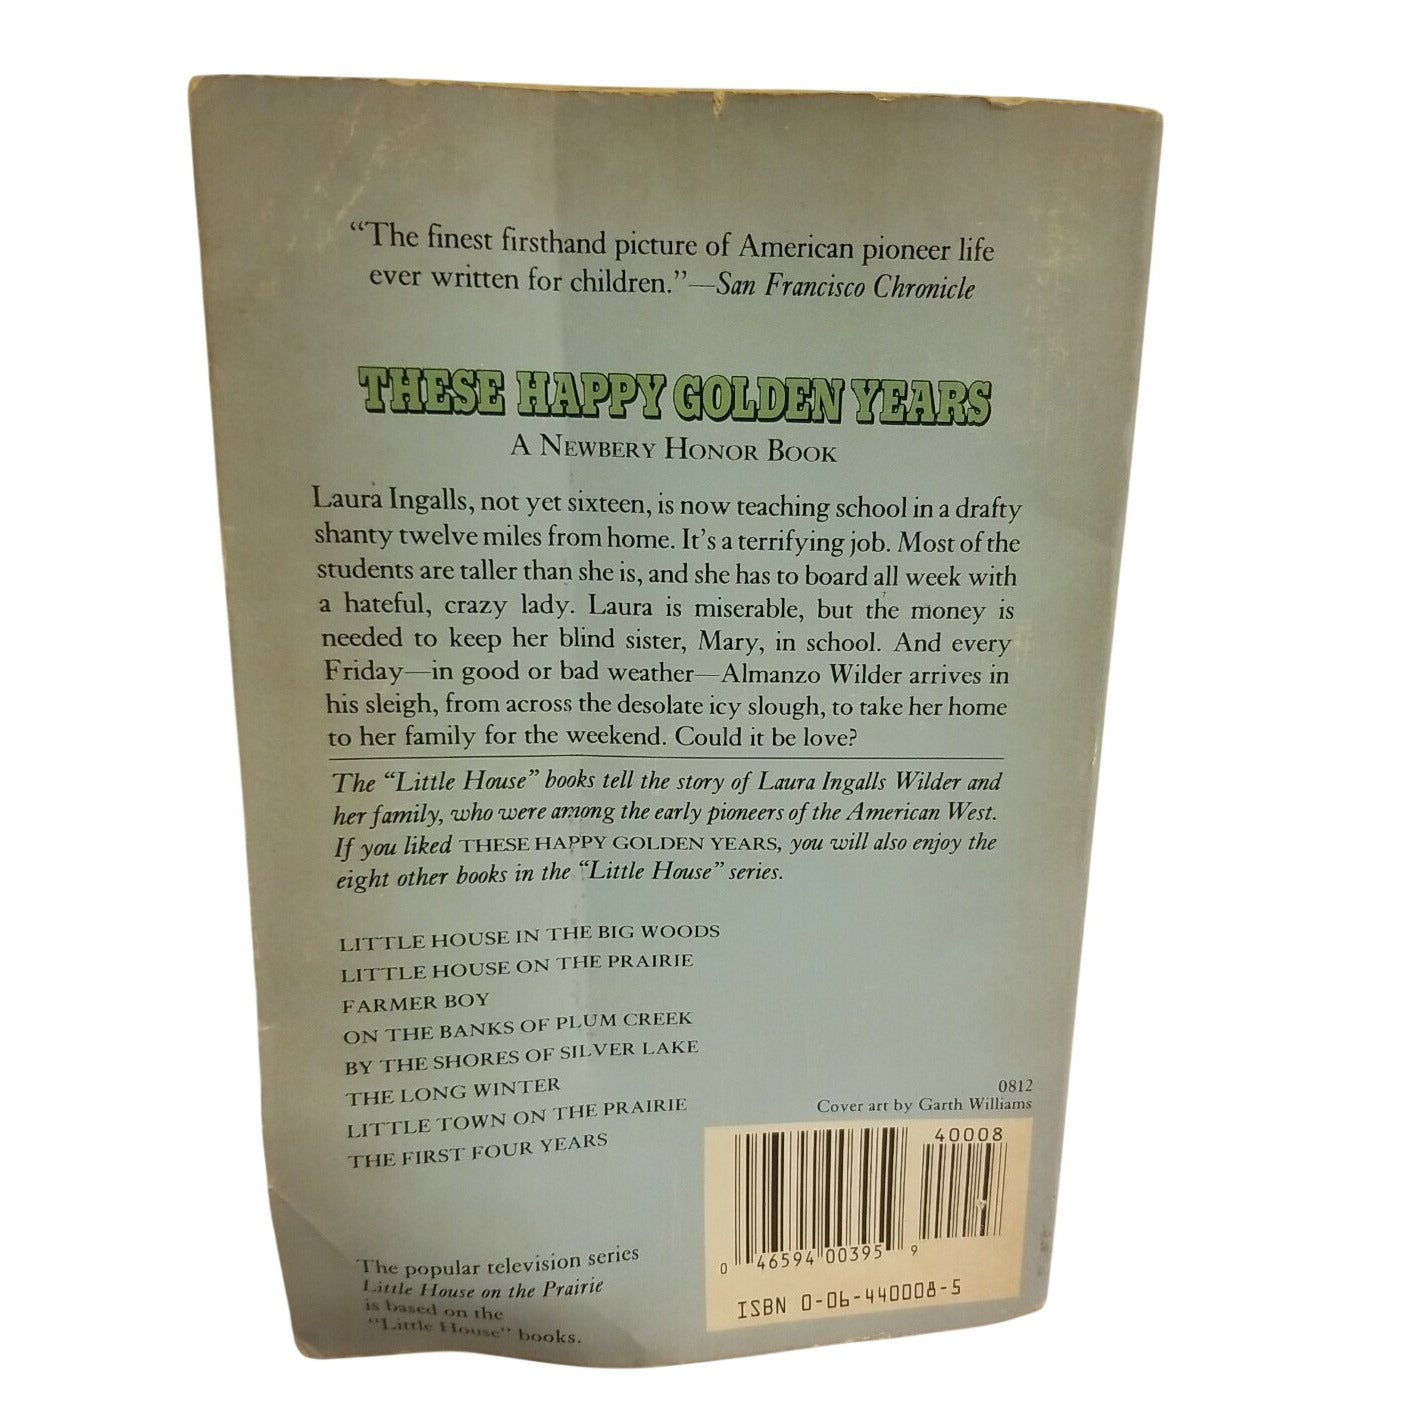 “The finest firsthand picture of American pioneer life
ever written for children.”—San Francisco Chronicle
THESE HAPPY GOLDEN YEARS
A NEWBERY HONOR BOOK
Laura Ingalls, not yet sixteen, is now teaching school in a drafty
shanty twelve miles from home. It's a terrifying job. Most of the
students are taller than she is, and she has to board all week with
a hateful, crazy lady. Laura is miserable, but the money is
needed to keep her blind sister, Mary, in school. And every
Friday—in good or bad weather—Almanzo Wilder arrives in
his sleigh, from across the desolate icy slough, to take her home
to her family for the weekend. Could it be love?
The “Little House” books tell the story of Laura Ingalls Wilder and
her family, who were among the early pioneers of the American West.
If you liked THESE HAPPY GOLDEN YEARS, you will also enjoy the
eight other books in the “Little House” series.
LITTLE HOUSE IN THE BIG WOODS
LITTLE HOUSE ON THE PRAIRIE
FARMER BOY
ON THE BANKS OF PLUM CREEK
BY THE SHORES OF SILVER LAKE
THE LONG WINTER
LITTLE TOWN ON THE PRAIRIE
THE FIRST FOUR YEARS
The popular television series
Little House on the Prairie
is based on the
“Little House” books.
0812
Cover art by Garth Williams
40008
0 46594 00395 9
ISBN 0-06-440008-5